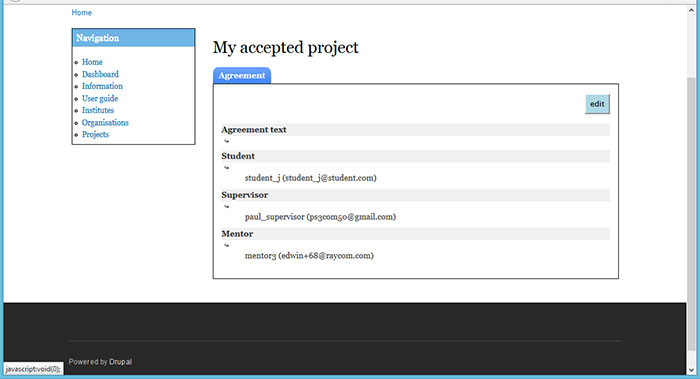 Home
Navigation
Home
Dashboard
Information
User guide
Institutes
Organisations
Projects
My accepted project
Agreement
edit
Agreement text
Student
student_j (student_j@student.com)
Supervisor
paul_supervisor (ps3com50@gmail.com)
Mentor
mentor3 (edwin+68@raycom.com)
Powered by Drupal
javascript:void(0);